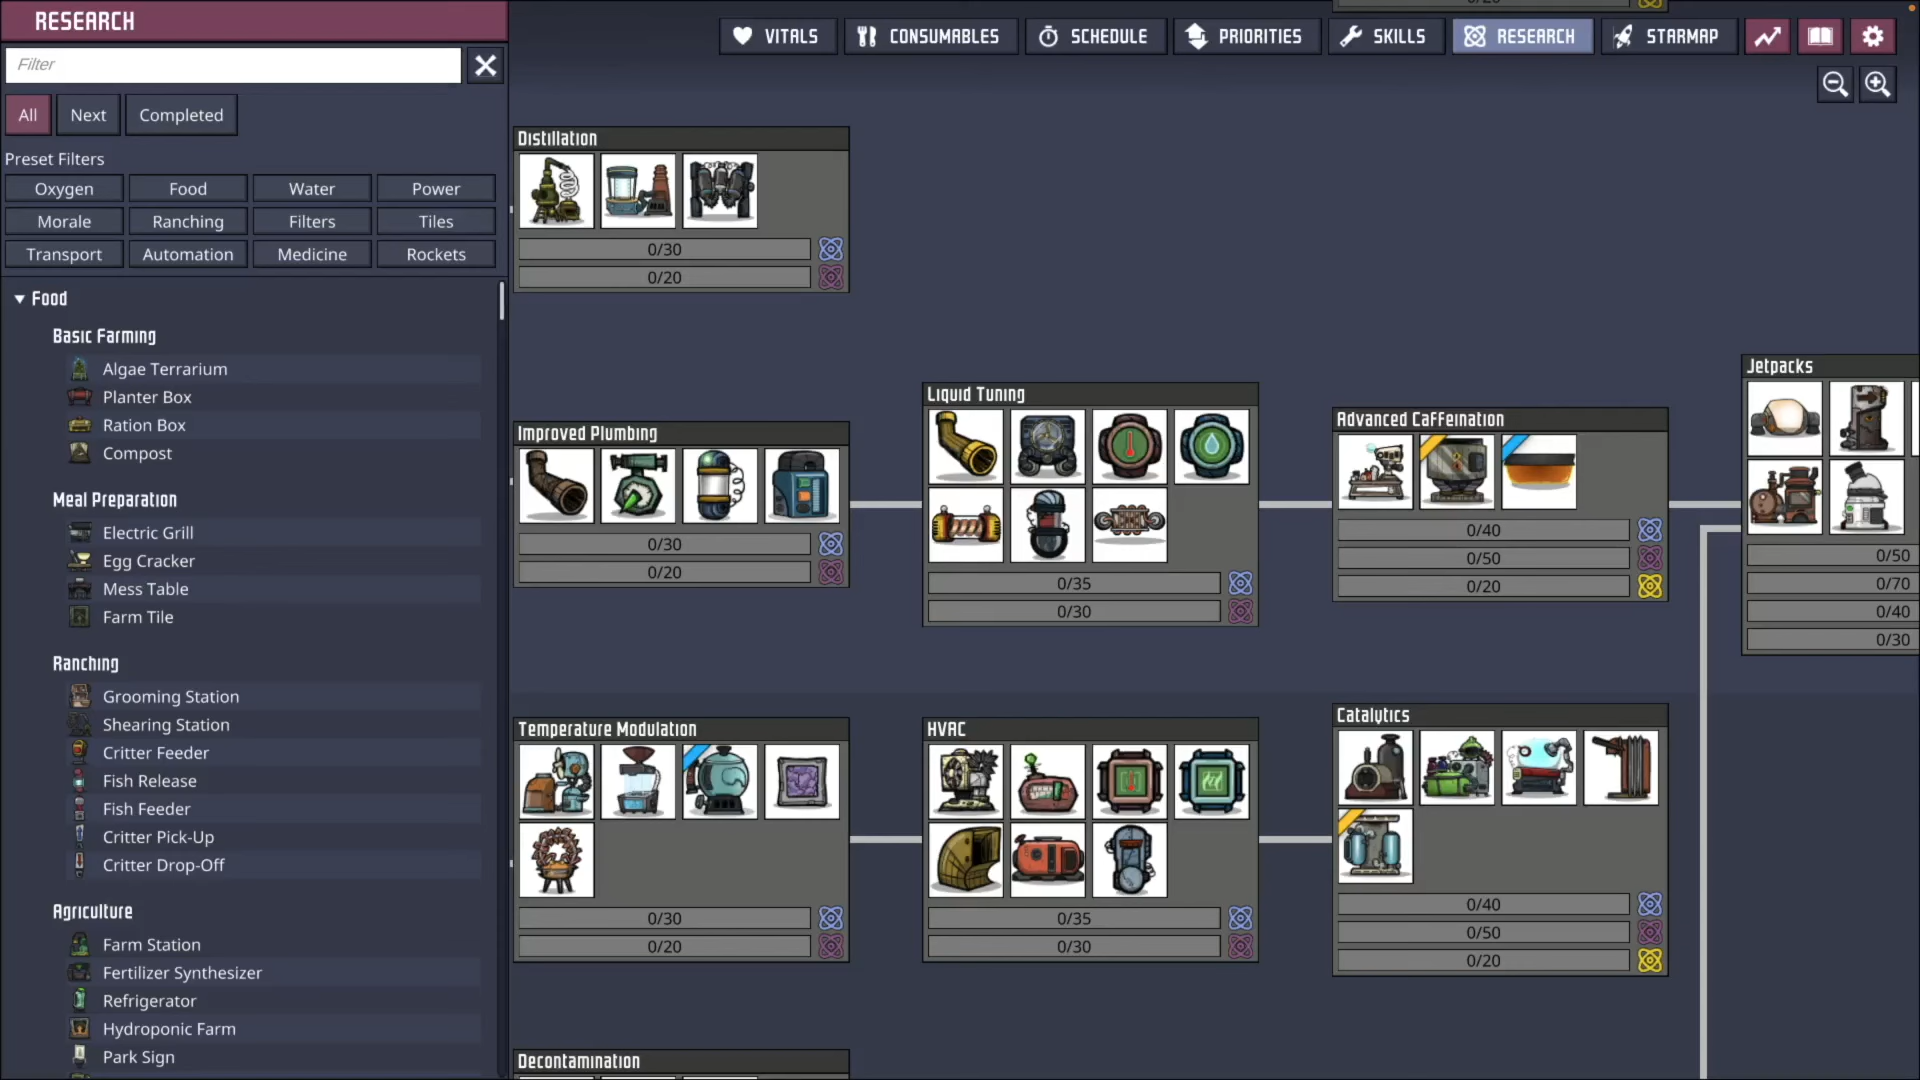 RESEARCH
VITALS
CONSUMABLES
SCHEDULE
PRIORITIES
SKILLS
RESEARCH
STARMAP
Filter
All
Next
Completed
Preset Filters
Oxygen
Food
Water
Power
Morale
Ranching
Filters
Tiles
Transport
Automation
Medicine
Rockets
Food
Basic Farming
Algae Terrarium
Planter Box
Ration Box
Compost
Meal Preparation
Electric Grill
Egg Cracker
Mess Table
Farm Tile
Ranching
Grooming Station
Shearing Station
Critter Feeder
Fish Release
Fish Feeder
Critter Pick-Up
Critter Drop-Off
Agriculture
Farm Station
Fertilizer Synthesizer
Refrigerator
Hydroponic Farm
Park Sign
Distillation
0/30
0/20
Improved Plumbing
0/30
0/20
Liquid Tuning
0/35
0/30
Advanced Caffeination
0/40
0/50
0/20
Jetpacks
0/50
0/70
0/40
0/30
Temperature Modulation
0/30
0/20
HVAC
0/35
0/30
Catalytics
0/40
0/50
0/20
Decontamination